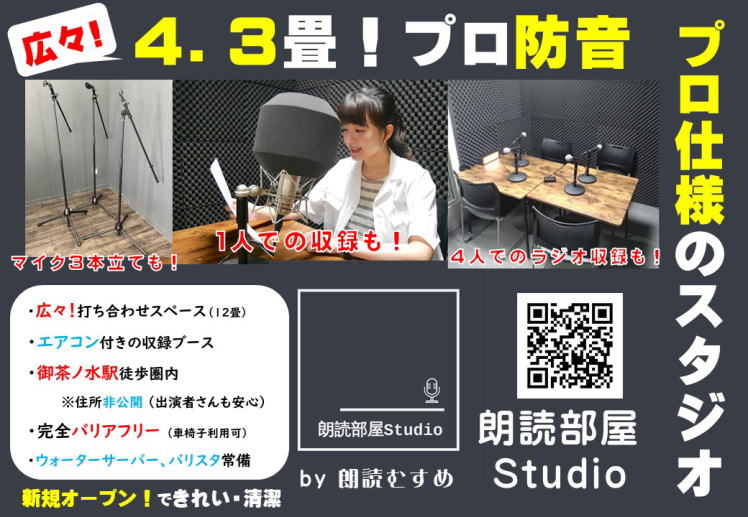 広々！
4.3畳！プロ防音
プロ仕様のスタジオ
マイク3本立ても！
1人での収録も！
4人でのラジオ収録も！
・広々！打ち合わせスペース（12畳）
・エアコン付きの収録ブース
・御茶ノ水駅徒歩圏内
※住所非公開（出演者さんも安心）
・完全バリアフリー（車椅子利用可）
・ウォーターサーバー、バリスタ常備
新規オープン！できれい・清潔
朗読部屋Studio
by 朗読むすめ
朗読部屋
Studio